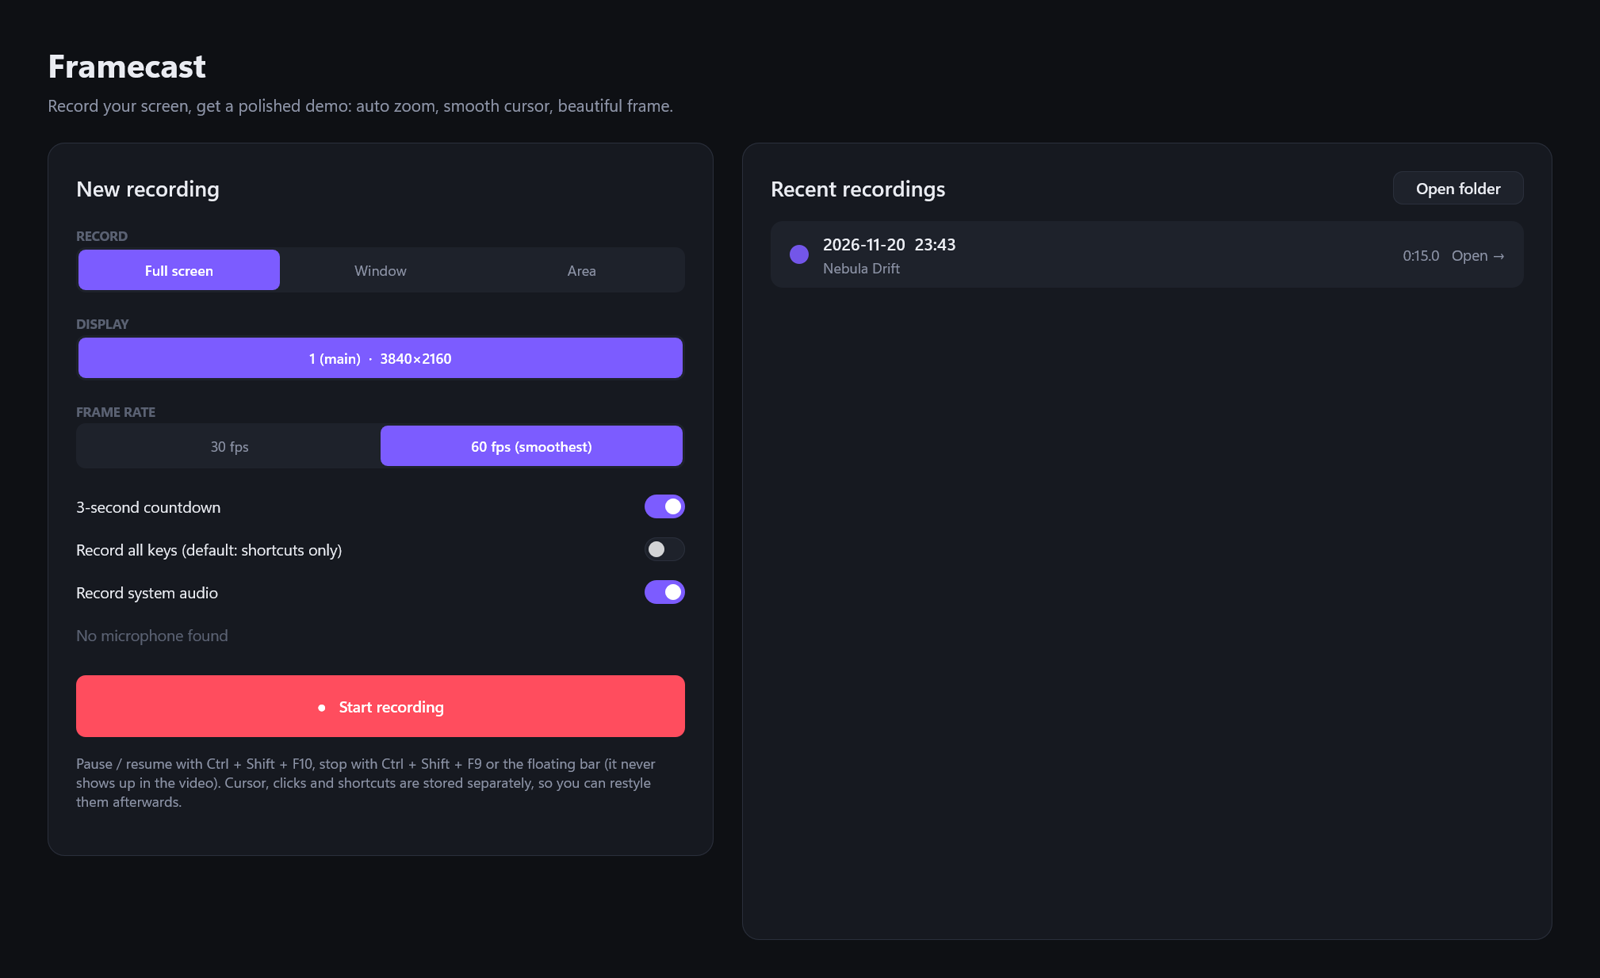 Framecast
Record your screen, get a polished demo: auto zoom, smooth cursor, beautiful frame.
New recording
RECORD
Full screen
Window
Area
DISPLAY
1 (main) · 3840×2160
FRAME RATE
30 fps
60 fps (smoothest)
3-second countdown
Record all keys (default: shortcuts only)
Record system audio
No microphone found
● Start recording
Pause / resume with Ctrl + Shift + F10, stop with Ctrl + Shift + F9 or the floating bar (it never
shows up in the video). Cursor, clicks and shortcuts are stored separately, so you can restyle
them afterwards.
Recent recordings
Open folder
2026-11-20 23:43
Nebula Drift
0:15.0 Open →